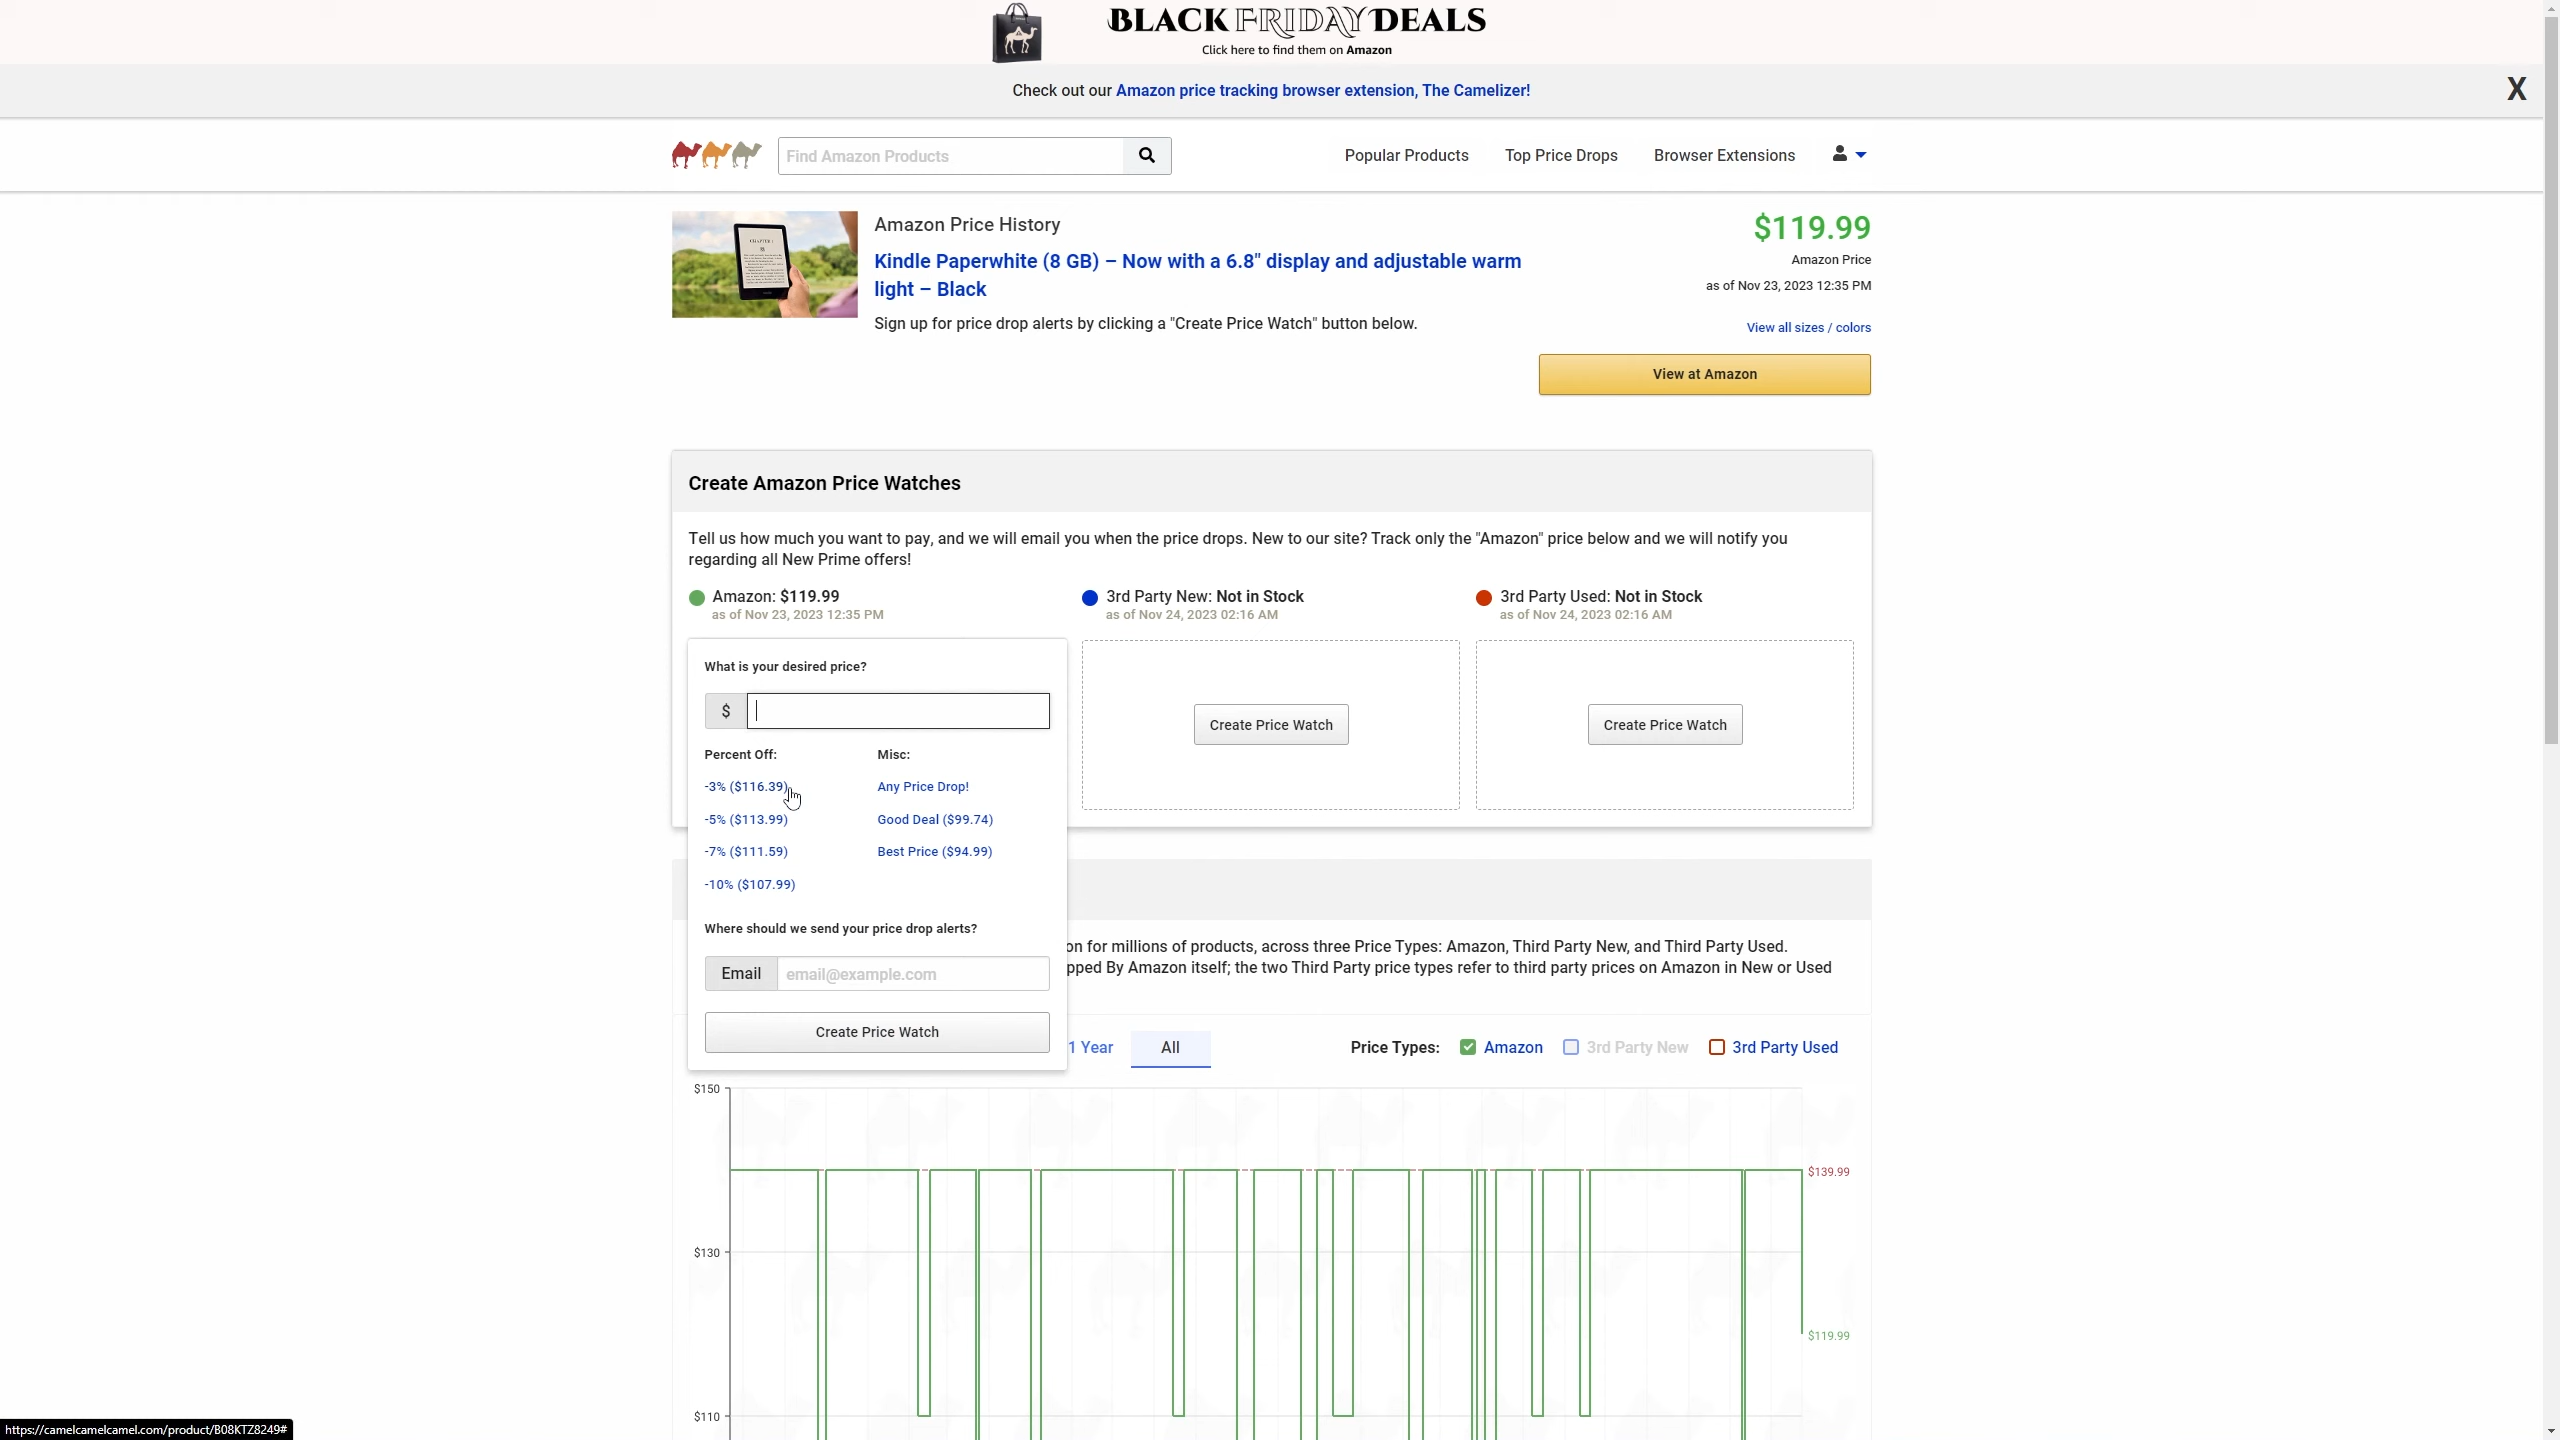 BLACK FRIDAY DEALS
Click here to find them on Amazon
Check out our Amazon price tracking browser extension, The Camelizer!
X
Find Amazon Products
Popular Products
Top Price Drops
Browser Extensions
Amazon Price History
Kindle Paperwhite (8 GB) – Now with a 6.8" display and adjustable warm
light – Black
Sign up for price drop alerts by clicking a "Create Price Watch" button below.
$119.99
Amazon Price
as of Nov 23, 2023 12:35 PM
View all sizes / colors
View at Amazon
Create Amazon Price Watches
Tell us how much you want to pay, and we will email you when the price drops. New to our site? Track only the "Amazon" price below and we will notify you
regarding all New Prime offers!
Amazon: $119.99
as of Nov 23, 2023 12:35 PM
3rd Party New: Not in Stock
as of Nov 24, 2023 02:16 AM
3rd Party Used: Not in Stock
as of Nov 24, 2023 02:16 AM
What is your desired price?
$
Percent Off:
Misc:
-3% ($116.39)
Any Price Drop!
-5% ($113.99)
Good Deal ($99.74)
-7% ($111.59)
Best Price ($94.99)
-10% ($107.99)
Where should we send your price drop alerts?
Email
email@example.com
Create Price Watch
Create Price Watch
Create Price Watch
on for millions of products, across three Price Types: Amazon, Third Party New, and Third Party Used.
pped By Amazon itself; the two Third Party price types refer to third party prices on Amazon in New or Used
1 Year
All
Price Types:
Amazon
3rd Party New
3rd Party Used
$150
$139.99
$130
$119.99
$110
https://camelcamelcamel.com/product/B08KTZ8249#